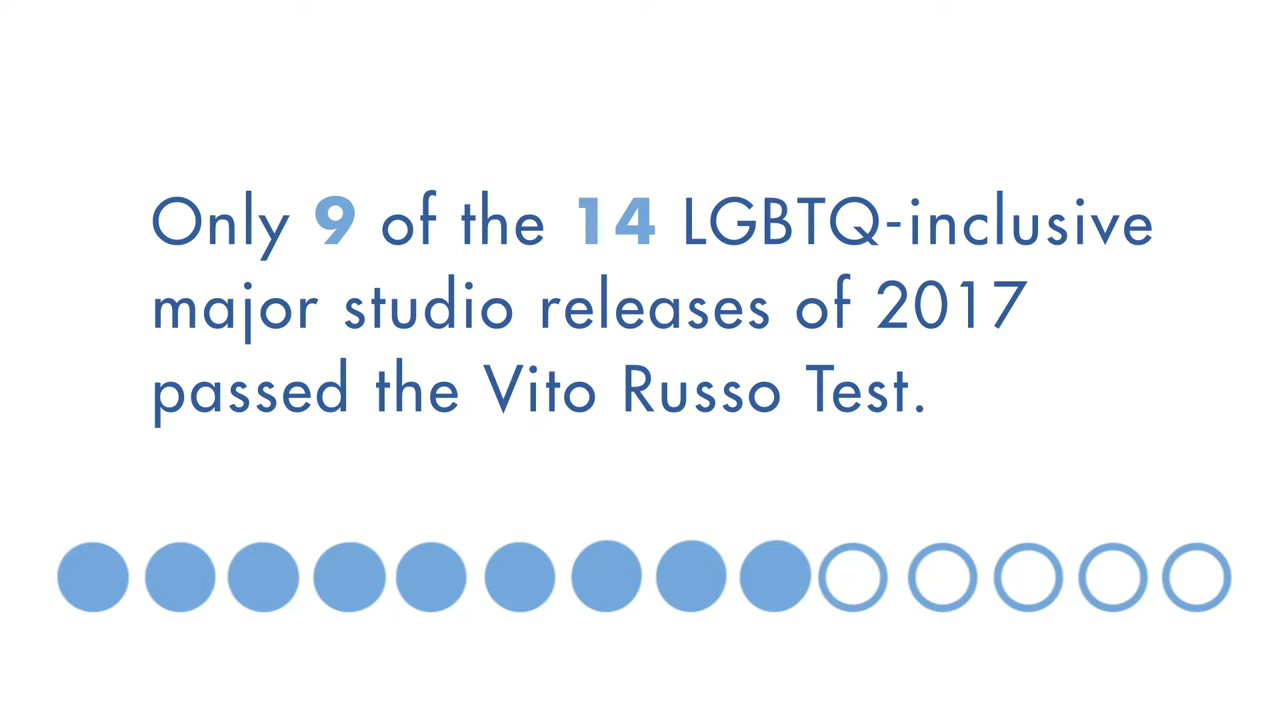 Only 9 of the 14 LGBTQ-inclusive
major studio releases of 2017
passed the Vito Russo Test.